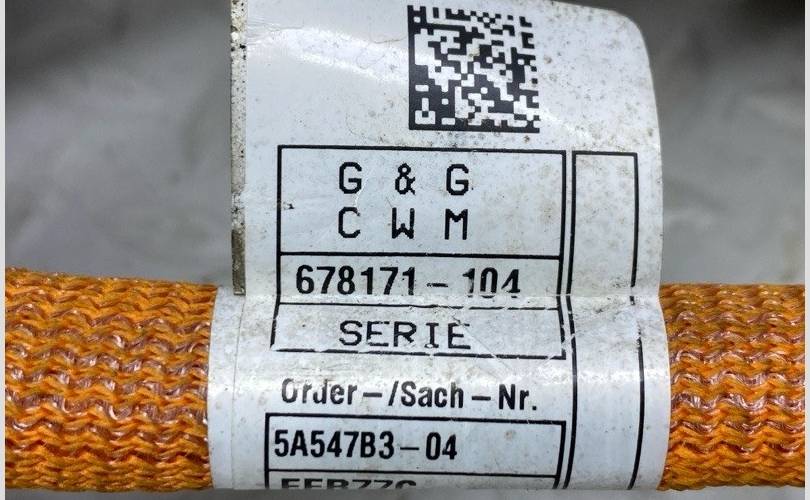 G & G
C W M
678171-104
SERIE
Order-/Sach-Nr.
5A547B3-04